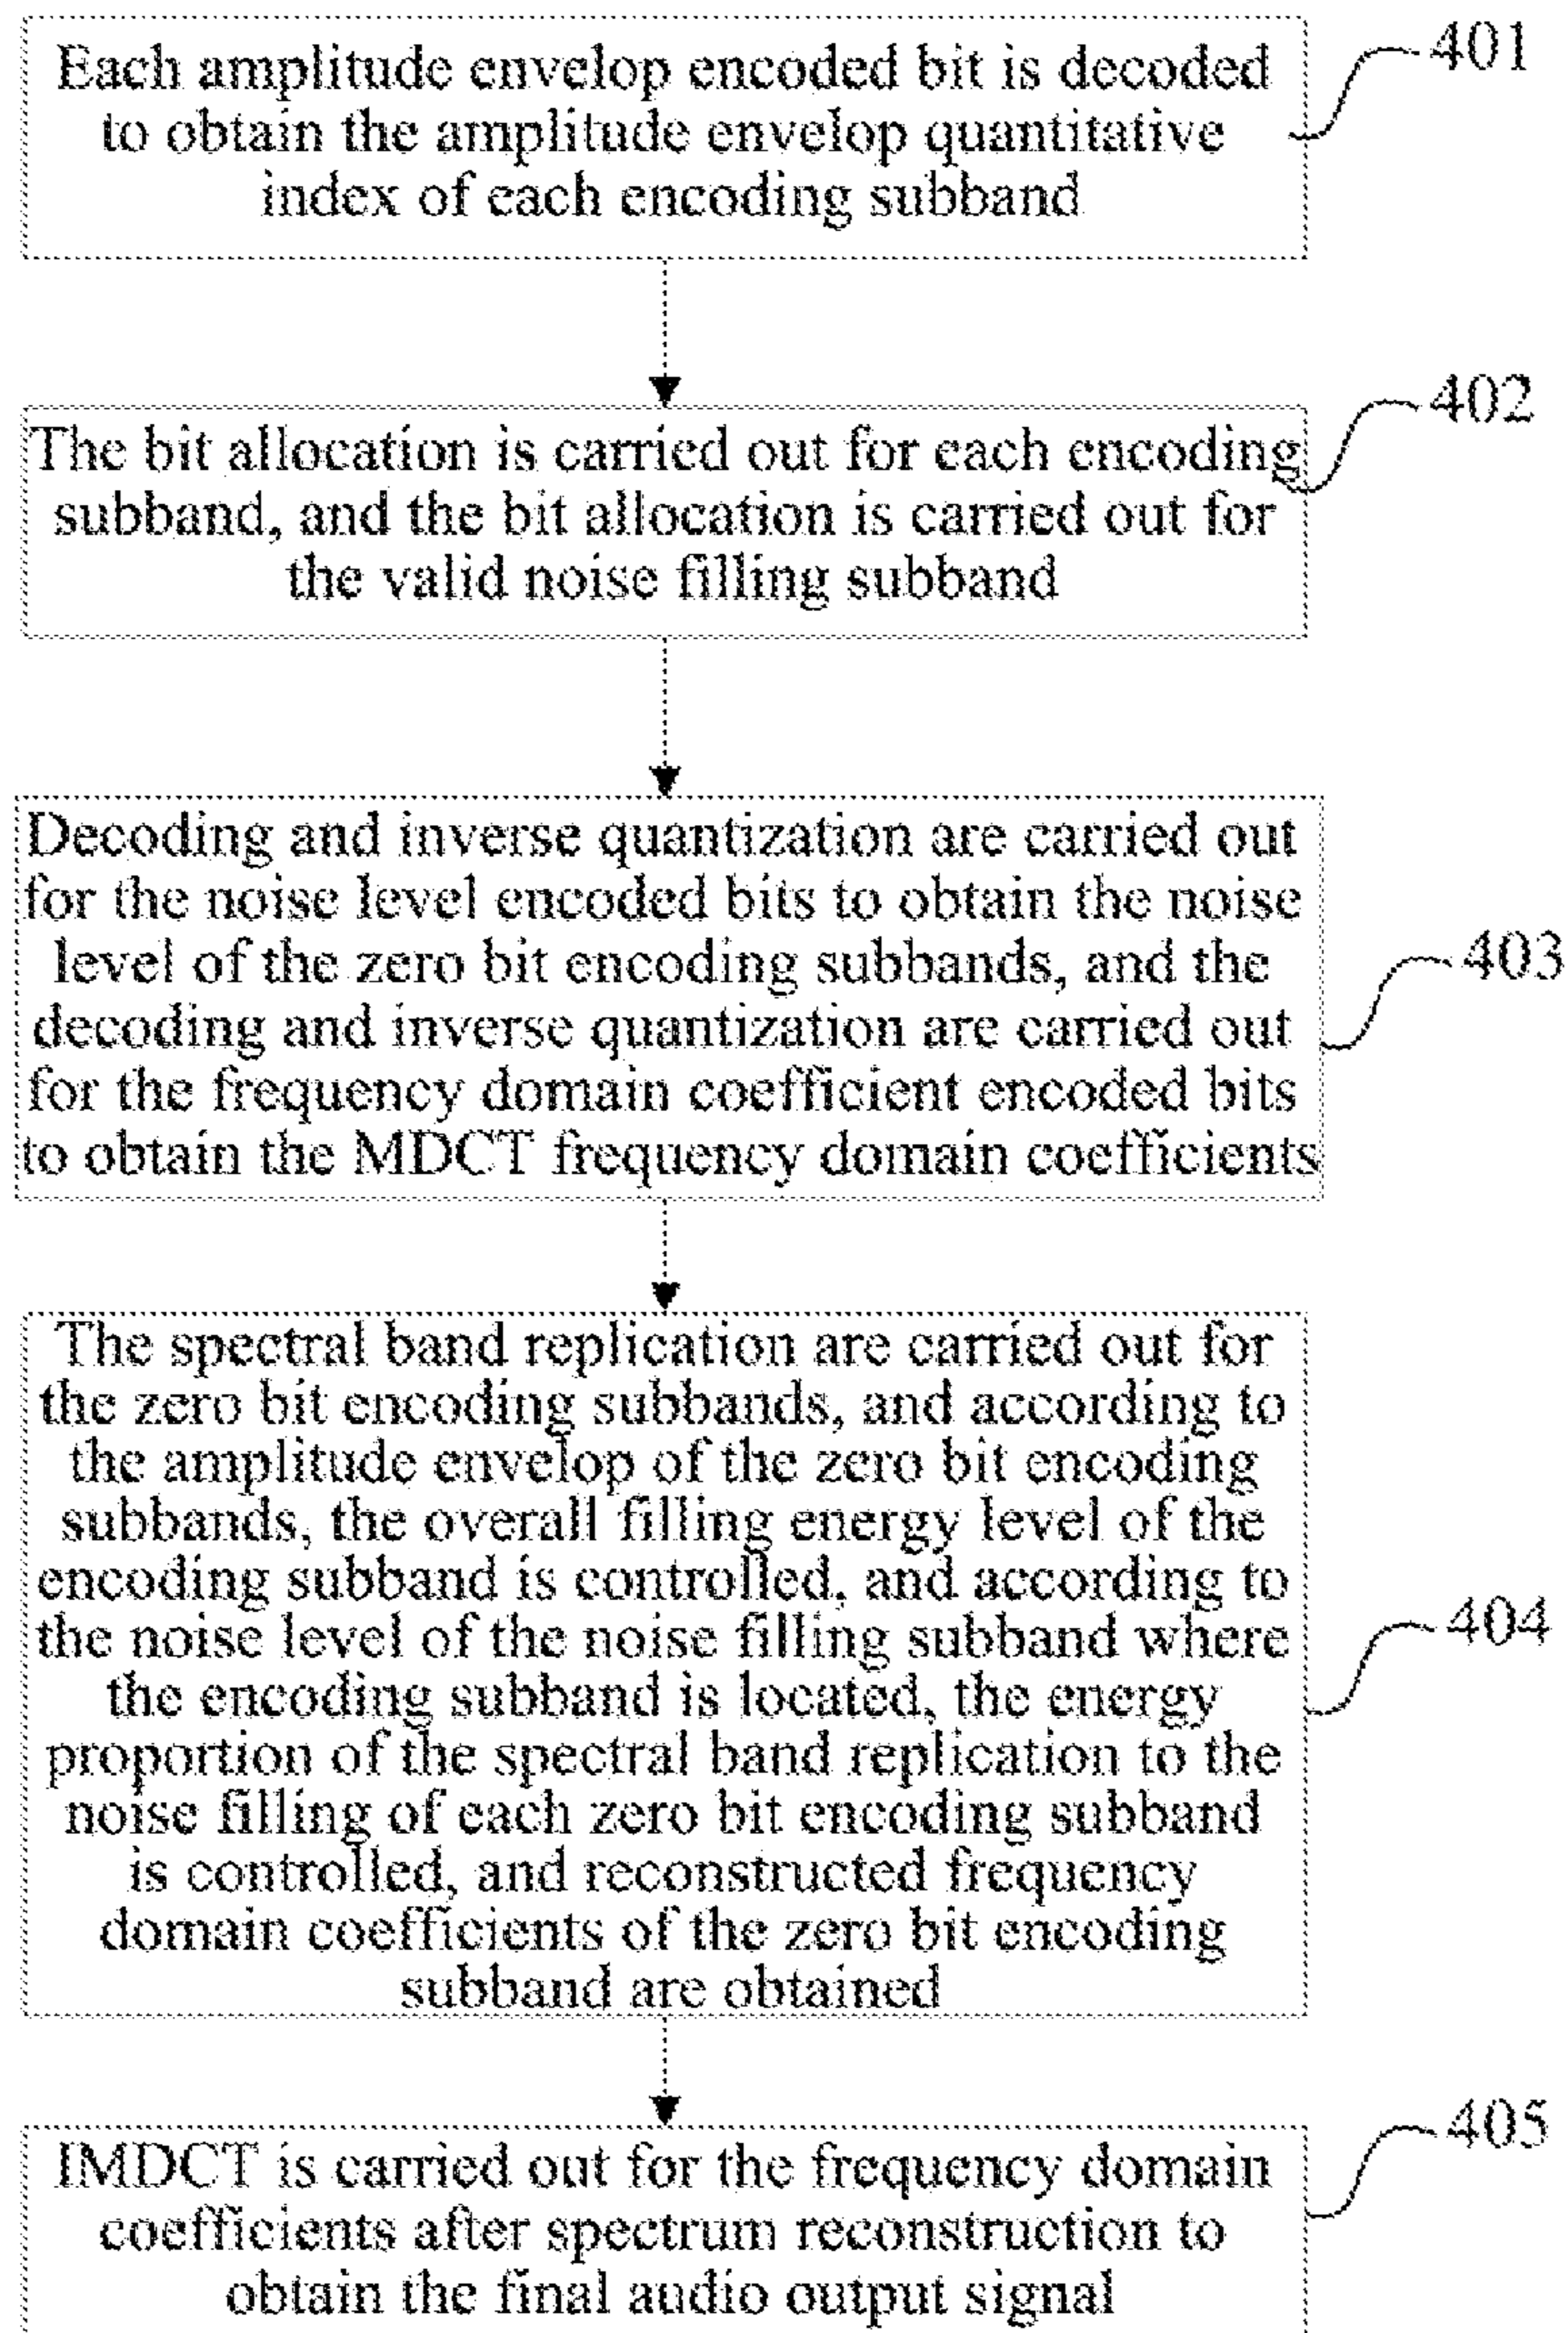 Each amplitude envelop encoded bit is decoded
to obtain the amplitude envelop quantitative
index of each encoding subband
401
The bit allocation is carried out for each encoding
subband, and the bit allocation is carried out for
the valid noise filling subband
402
Decoding and inverse quantization are carried out
for the noise level encoded bits to obtain the noise
level of the zero bit encoding subbands, and the
decoding and inverse quantization are carried out
for the frequency domain coefficient encoded bits
to obtain the MDCT frequency domain coefficients
403
The spectral band replication are carried out for
the zero bit encoding subbands, and according to
the amplitude envelop of the zero bit encoding
subbands, the overall filling energy level of the
encoding subband is controlled, and according to
the noise level of the noise filling subband where
the encoding subband is located, the energy
proportion of the spectral band replication to the
noise filling of each zero bit encoding subband
is controlled, and reconstructed frequency
domain coefficients of the zero bit encoding
subband are obtained
404
IMDCT is carried out for the frequency domain
coefficients after spectrum reconstruction to
obtain the final audio output signal
405